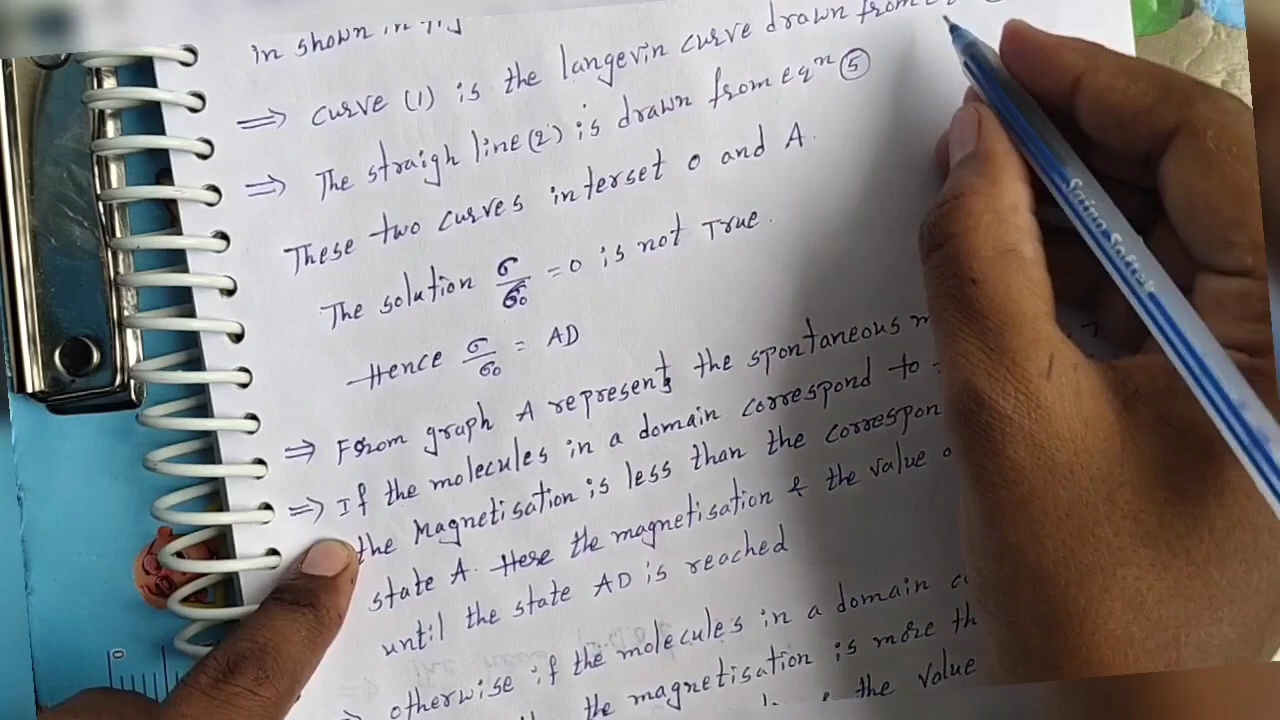 in shown in fig
⇒ curve (1) is the langevin curve drawn from
⇒ The straigh line (2) is drawn from eqⁿ ⑤
These two curves interset o and A.
The solution σ/σ₀ = 0 is not True.
Hence σ/σ₀ = AD
⇒ From graph A represents the spontaneous
⇒ If the molecules in a domain correspond to
the Magnetisation is less than the
state A. Here the magnetisation & the value
until the state AD is reached
otherwise if the molecules in a domain
the magnetisation is more
& the value
Saino Softek
0